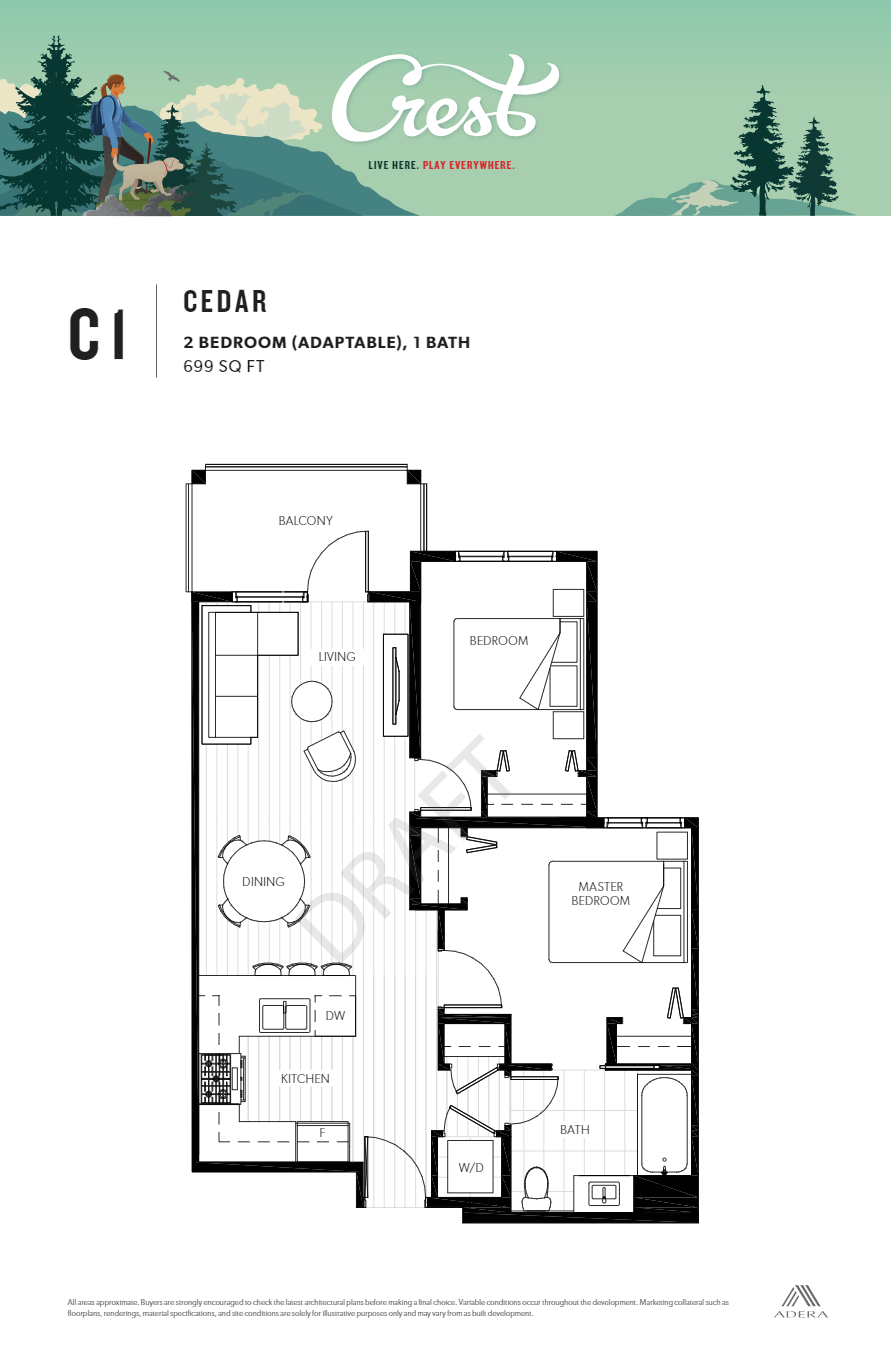 Crest
LIVE HERE. PLAY EVERYWHERE.
C1
CEDAR
2 BEDROOM (ADAPTABLE), 1 BATH
699 SQ FT
BALCONY
BEDROOM
LIVING
DRAFT
DINING
MASTER
BEDROOM
DW
KITCHEN
F
BATH
W/D
All areas approximate. Buyers are strongly encouraged to check the latest architectural plans before making a final choice. Variable conditions occur throughout the development. Marketing collateral such as
floorplans, renderings, material specifications, and site conditions are solely for illustrative purposes only and may vary from as built development.
ADERA